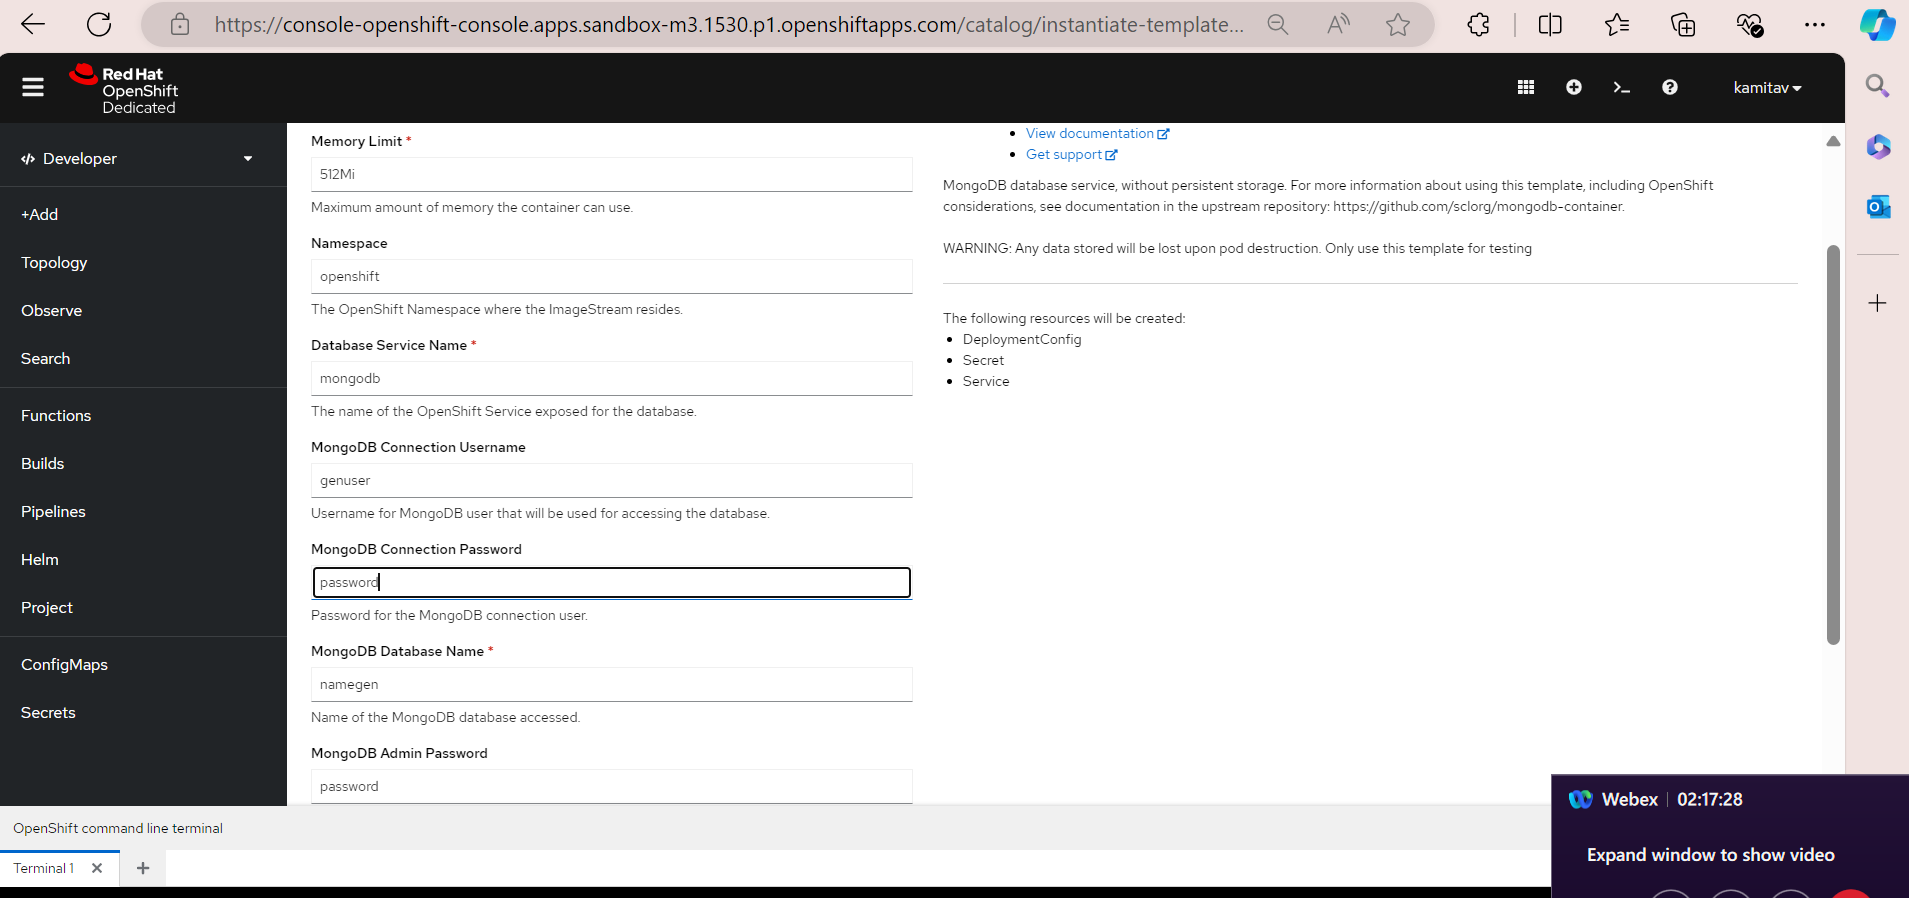 https://console-openshift-console.apps.sandbox-m3.1530.p1.openshiftapps.com/catalog/instantiate-template...
Red Hat
OpenShift
Dedicated
kamitav
Developer
+Add
Topology
Observe
Search
Functions
Builds
Pipelines
Helm
Project
ConfigMaps
Secrets
Memory Limit *
512Mi
Maximum amount of memory the container can use.
Namespace
openshift
The OpenShift Namespace where the ImageStream resides.
Database Service Name *
mongodb
The name of the OpenShift Service exposed for the database.
MongoDB Connection Username
genuser
Username for MongoDB user that will be used for accessing the database.
MongoDB Connection Password
password
Password for the MongoDB connection user.
MongoDB Database Name *
namegen
Name of the MongoDB database accessed.
MongoDB Admin Password
password
View documentation
Get support
MongoDB database service, without persistent storage. For more information about using this template, including OpenShift
considerations, see documentation in the upstream repository: https://github.com/sclorg/mongodb-container.
WARNING: Any data stored will be lost upon pod destruction. Only use this template for testing
The following resources will be created:
DeploymentConfig
Secret
Service
OpenShift command line terminal
Terminal 1
Webex | 02:17:28
Expand window to show video